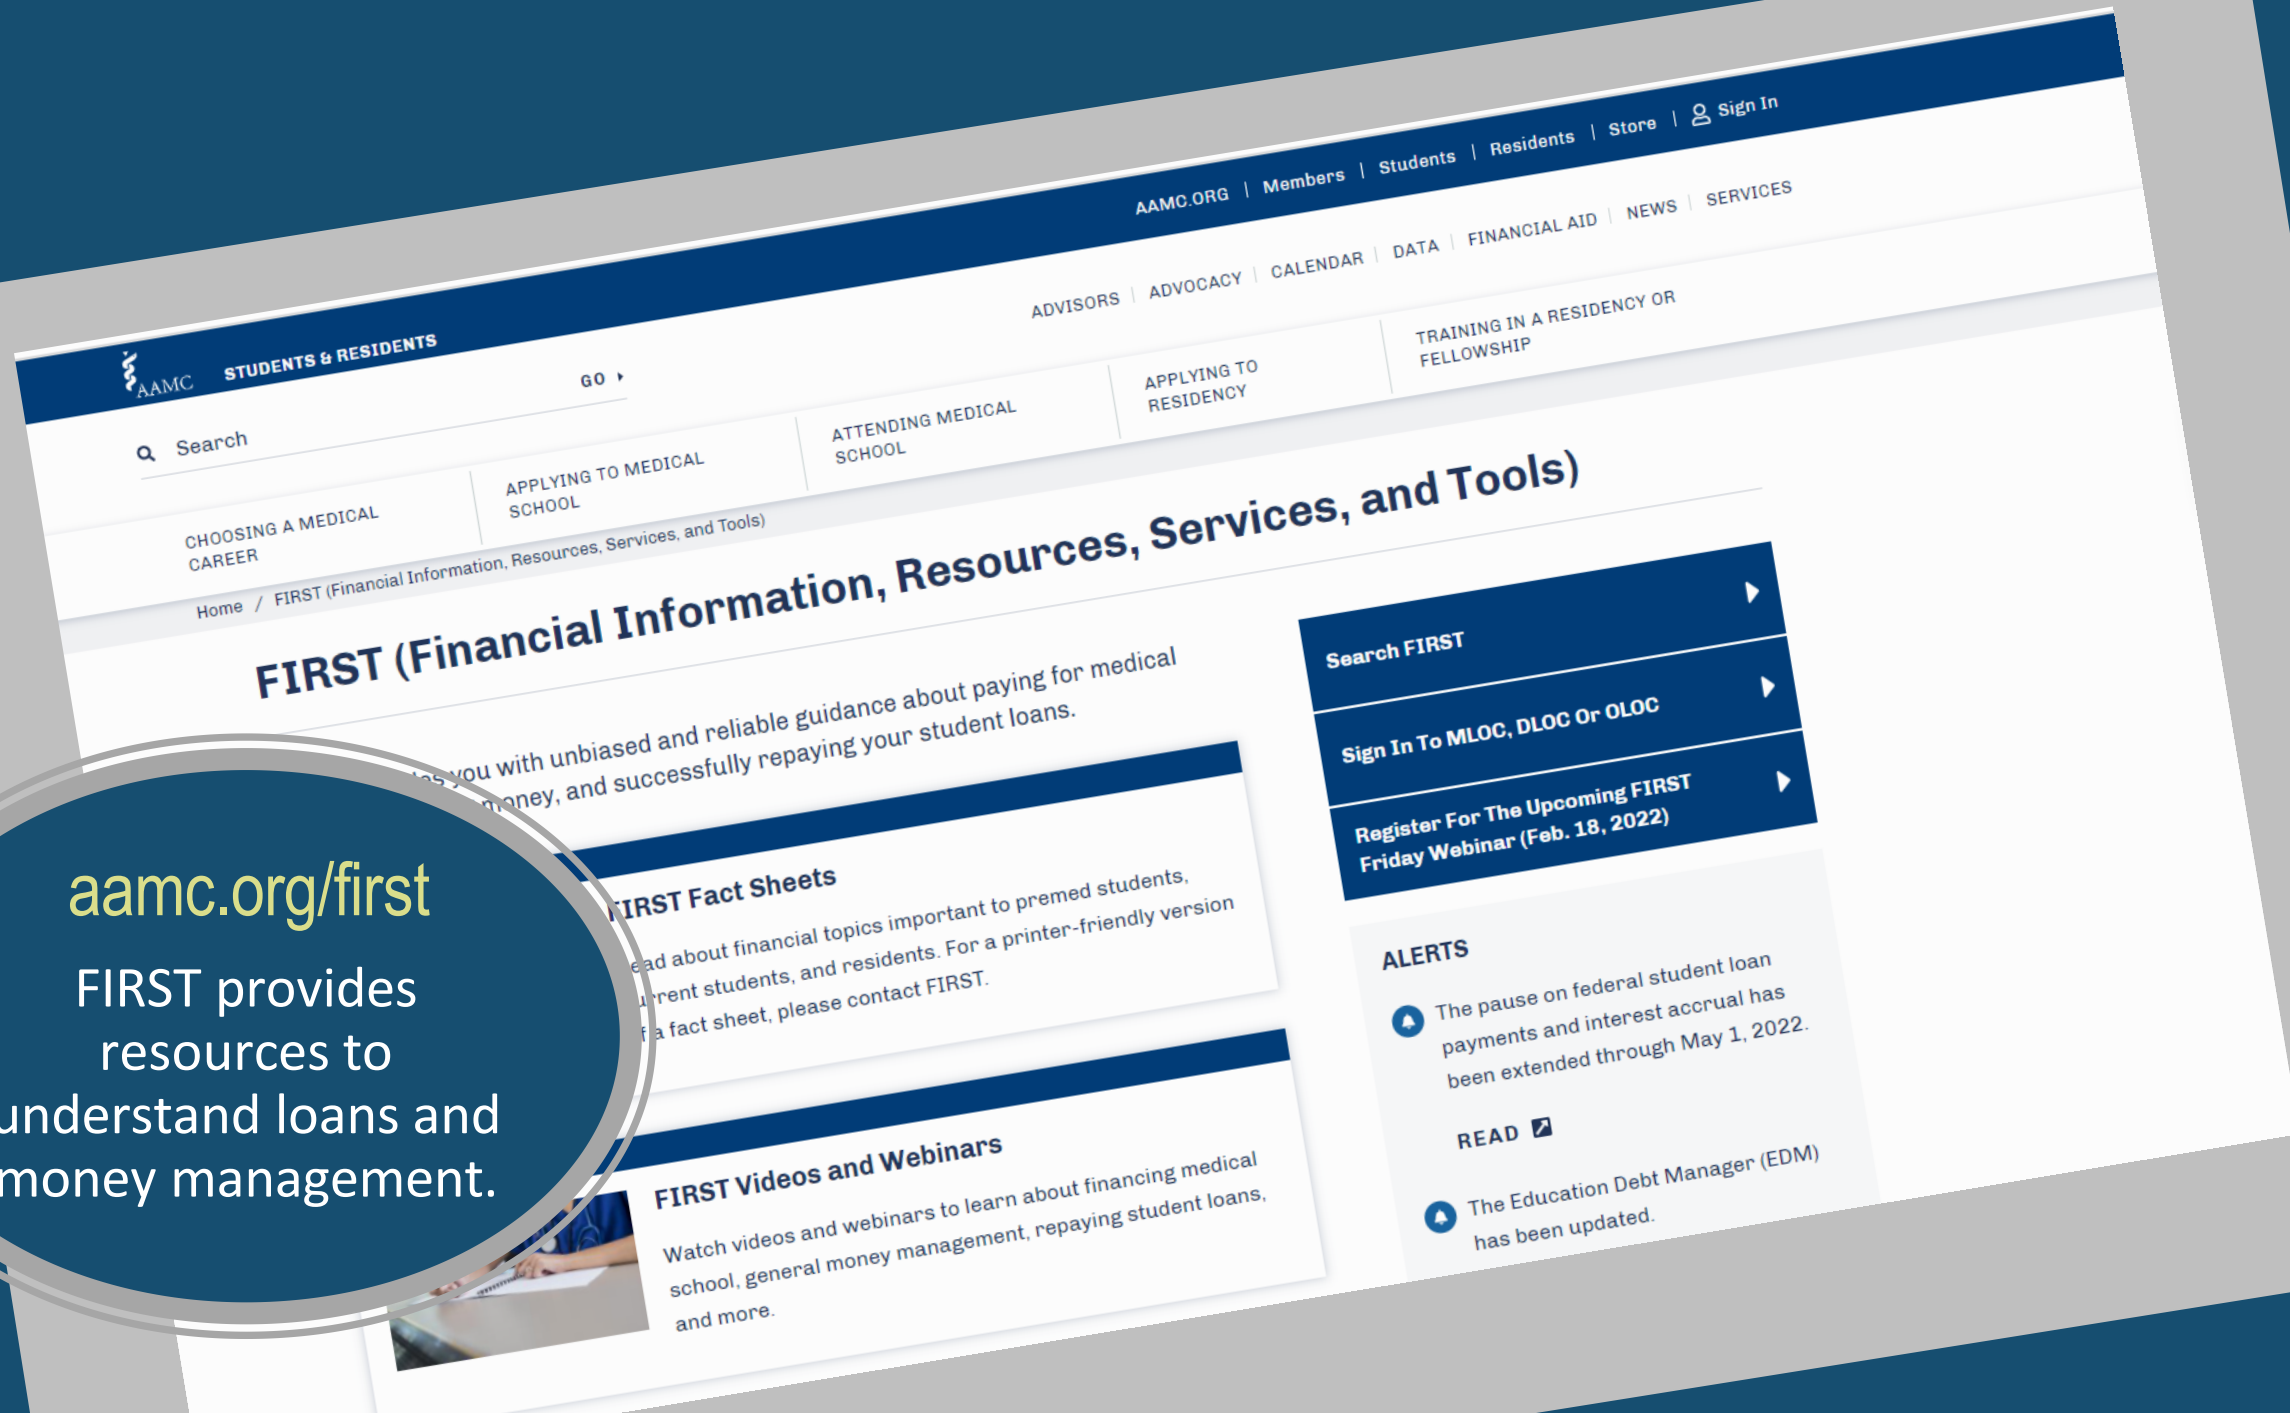 AAMC.ORG | Members | Students | Residents | Store | Sign In
AAMC STUDENTS & RESIDENTS
ADVISORS | ADVOCACY | CALENDAR | DATA | FINANCIAL AID | NEWS | SERVICES
Search GO
CHOOSING A MEDICAL
CAREER
APPLYING TO MEDICAL
SCHOOL
ATTENDING MEDICAL
SCHOOL
APPLYING TO
RESIDENCY
TRAINING IN A RESIDENCY OR
FELLOWSHIP
Home / FIRST (Financial Information, Resources, Services, and Tools)
FIRST (Financial Information, Resources, Services, and Tools)
you with unbiased and reliable guidance about paying for medical
money, and successfully repaying your student loans.
FIRST Fact Sheets
about financial topics important to premed students,
students, and residents. For a printer-friendly version
a fact sheet, please contact FIRST.
FIRST Videos and Webinars
Watch videos and webinars to learn about financing medical
school, general money management, repaying student loans,
and more.
Search FIRST
Sign In To MLOC, DLOC Or OLOC
Register For The Upcoming FIRST
Friday Webinar (Feb. 18, 2022)
ALERTS
The pause on federal student loan
payments and interest accrual has
been extended through May 1, 2022.
READ
The Education Debt Manager (EDM)
has been updated.
aamc.org/first
FIRST provides
resources to
understand loans and
money management.